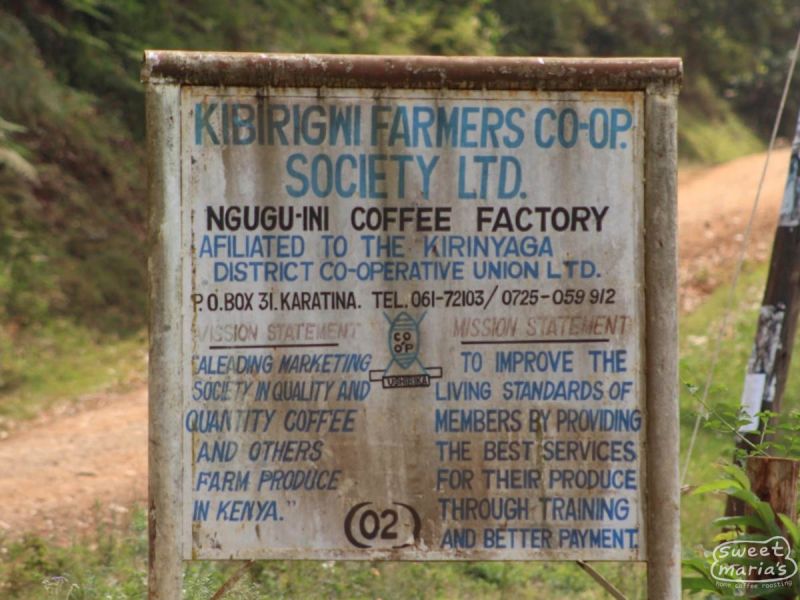 KIBIRIGWI FARMERS CO-OP.
SOCIETY LTD.
NGUGU-INI COFFEE FACTORY
AFILIATED TO THE KIRINYAGA
DISTRICT CO-OPERATIVE UNION LTD.
P.O.BOX 31.KARATINA. TEL.061-72103/0725-059 912
VISSION STATEMENT
"ALEADING MARKETING
SOCIETY IN QUALITY AND
QUANTITY COFFEE
AND OTHERS
FARM PRODUCE
IN KENYA."
CO
OP
USHIRIKA
MISSION STATEMENT
TO IMPROVE THE
LIVING STANDARDS OF
MEMBERS BY PROVIDING
THE BEST SERVICES
FOR THEIR PRODUCE
THROUGH TRAINING
AND BETTER PAYMENT.
(02)
sweet
maria's
home coffee roasting